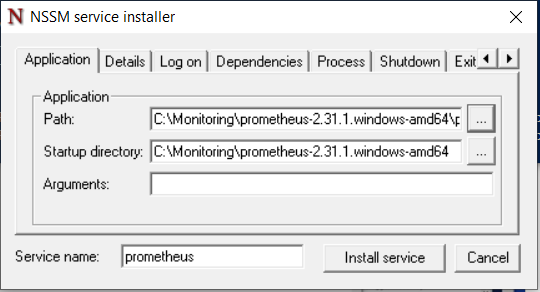 NSSM service installer
Application Details Log on Dependencies Process Shutdown Exit
Application
Path: C:\Monitoring\prometheus-2.31.1.windows-amd64\p ...
Startup directory: C:\Monitoring\prometheus-2.31.1.windows-amd64 ...
Arguments:
Service name: prometheus Install service Cancel